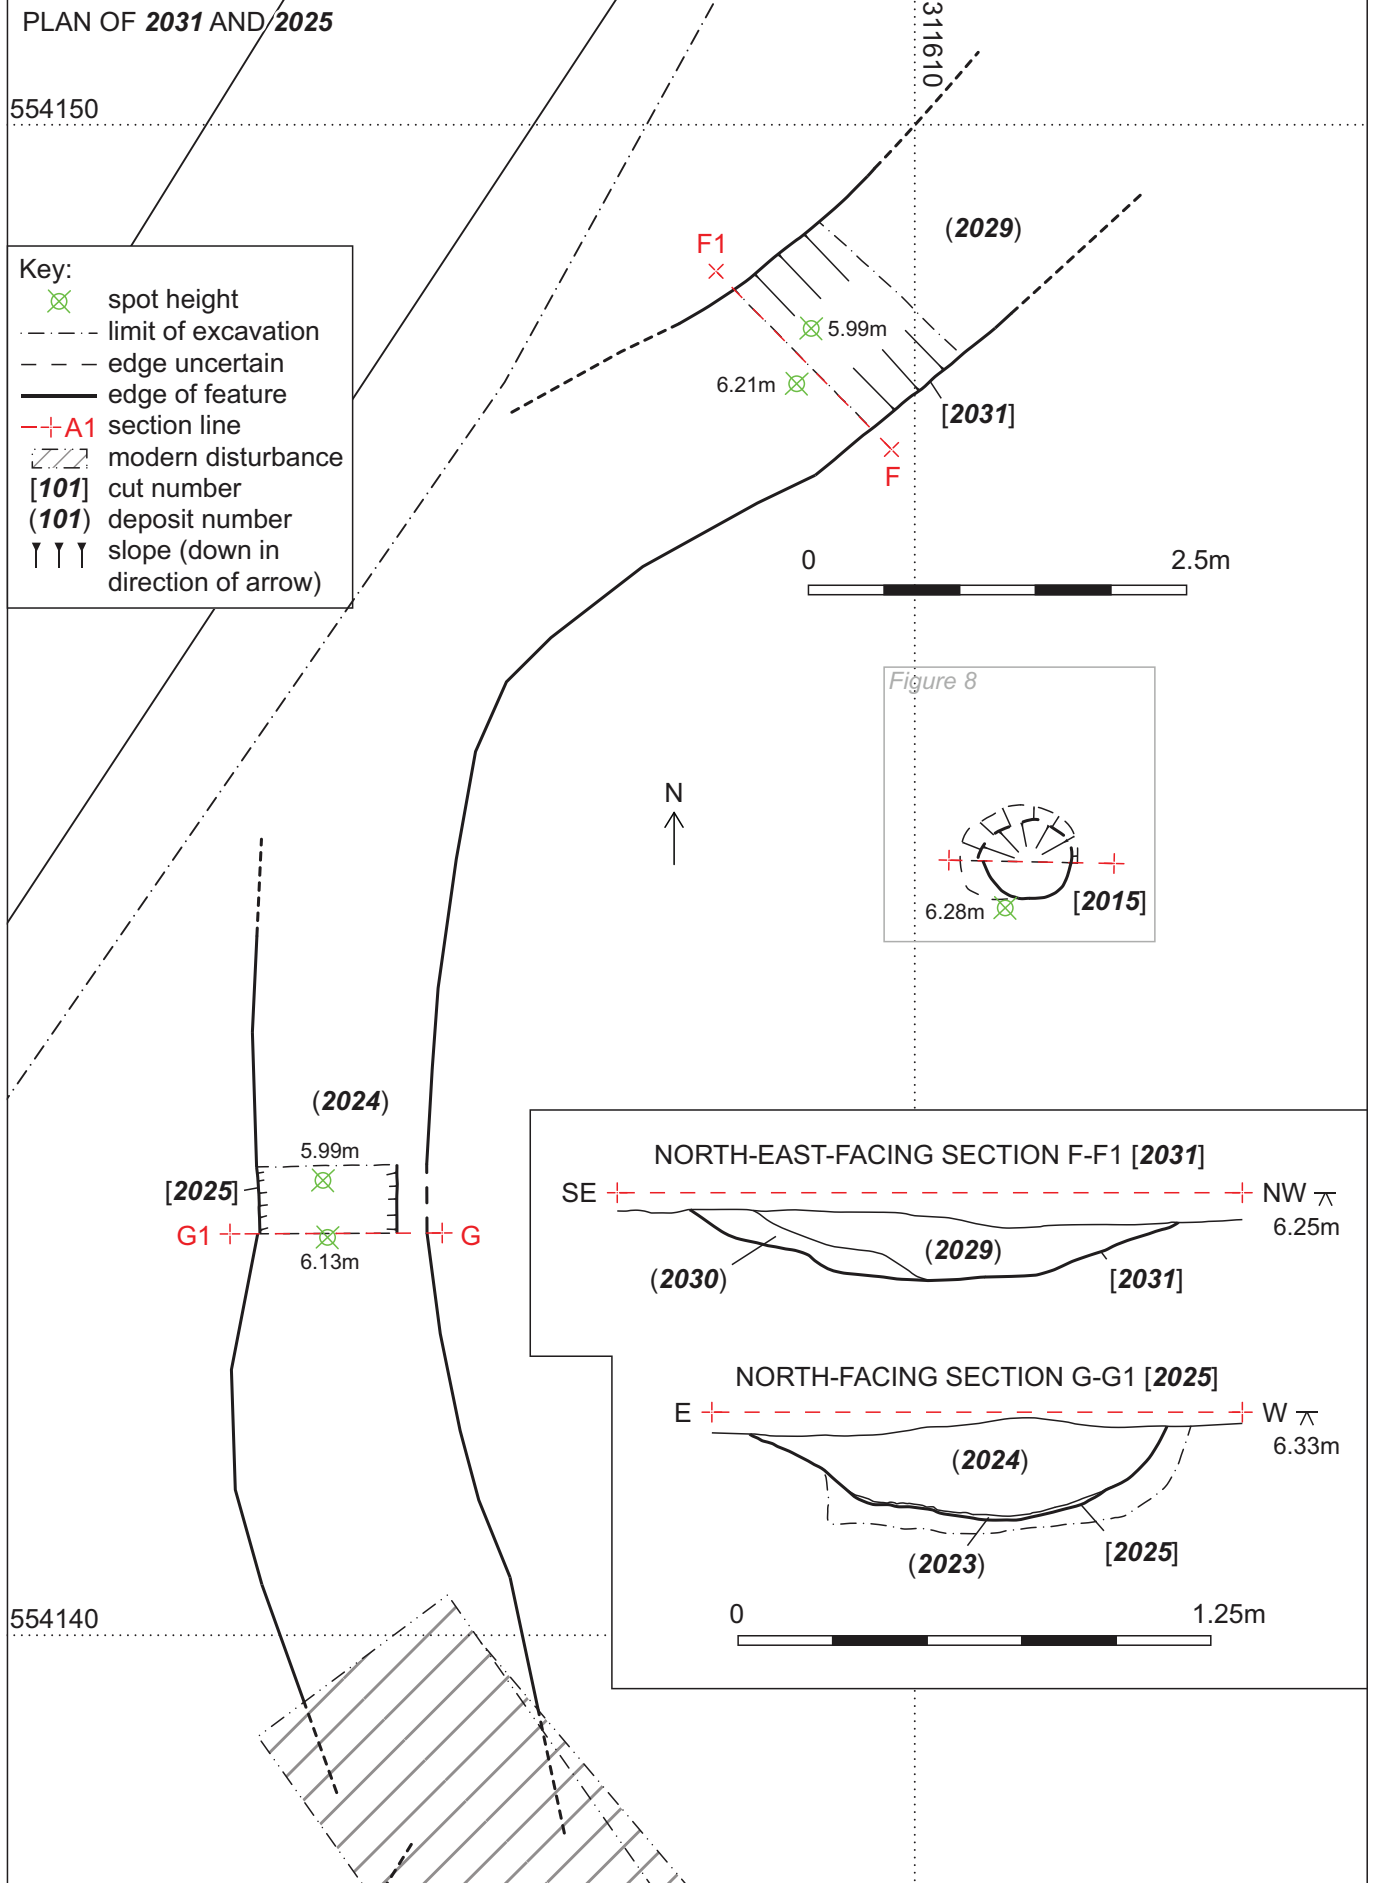 PLAN OF 2031 AND 2025
311610
554150
(2029)
F1
Key:
spot height
limit of excavation
edge uncertain
edge of feature
A1 section line
modern disturbance
[101] cut number
(101) deposit number
slope (down in
direction of arrow)
5.99m
6.21m
[2031]
F
0 2.5m
Figure 8
N
6.28m
[2015]
(2024)
5.99m
[2025]
G1
G
6.13m
NORTH-EAST-FACING SECTION F-F1 [2031]
SE
NW
6.25m
(2029)
(2030)
[2031]
NORTH-FACING SECTION G-G1 [2025]
E
W
6.33m
(2024)
(2023)
[2025]
0 1.25m
554140